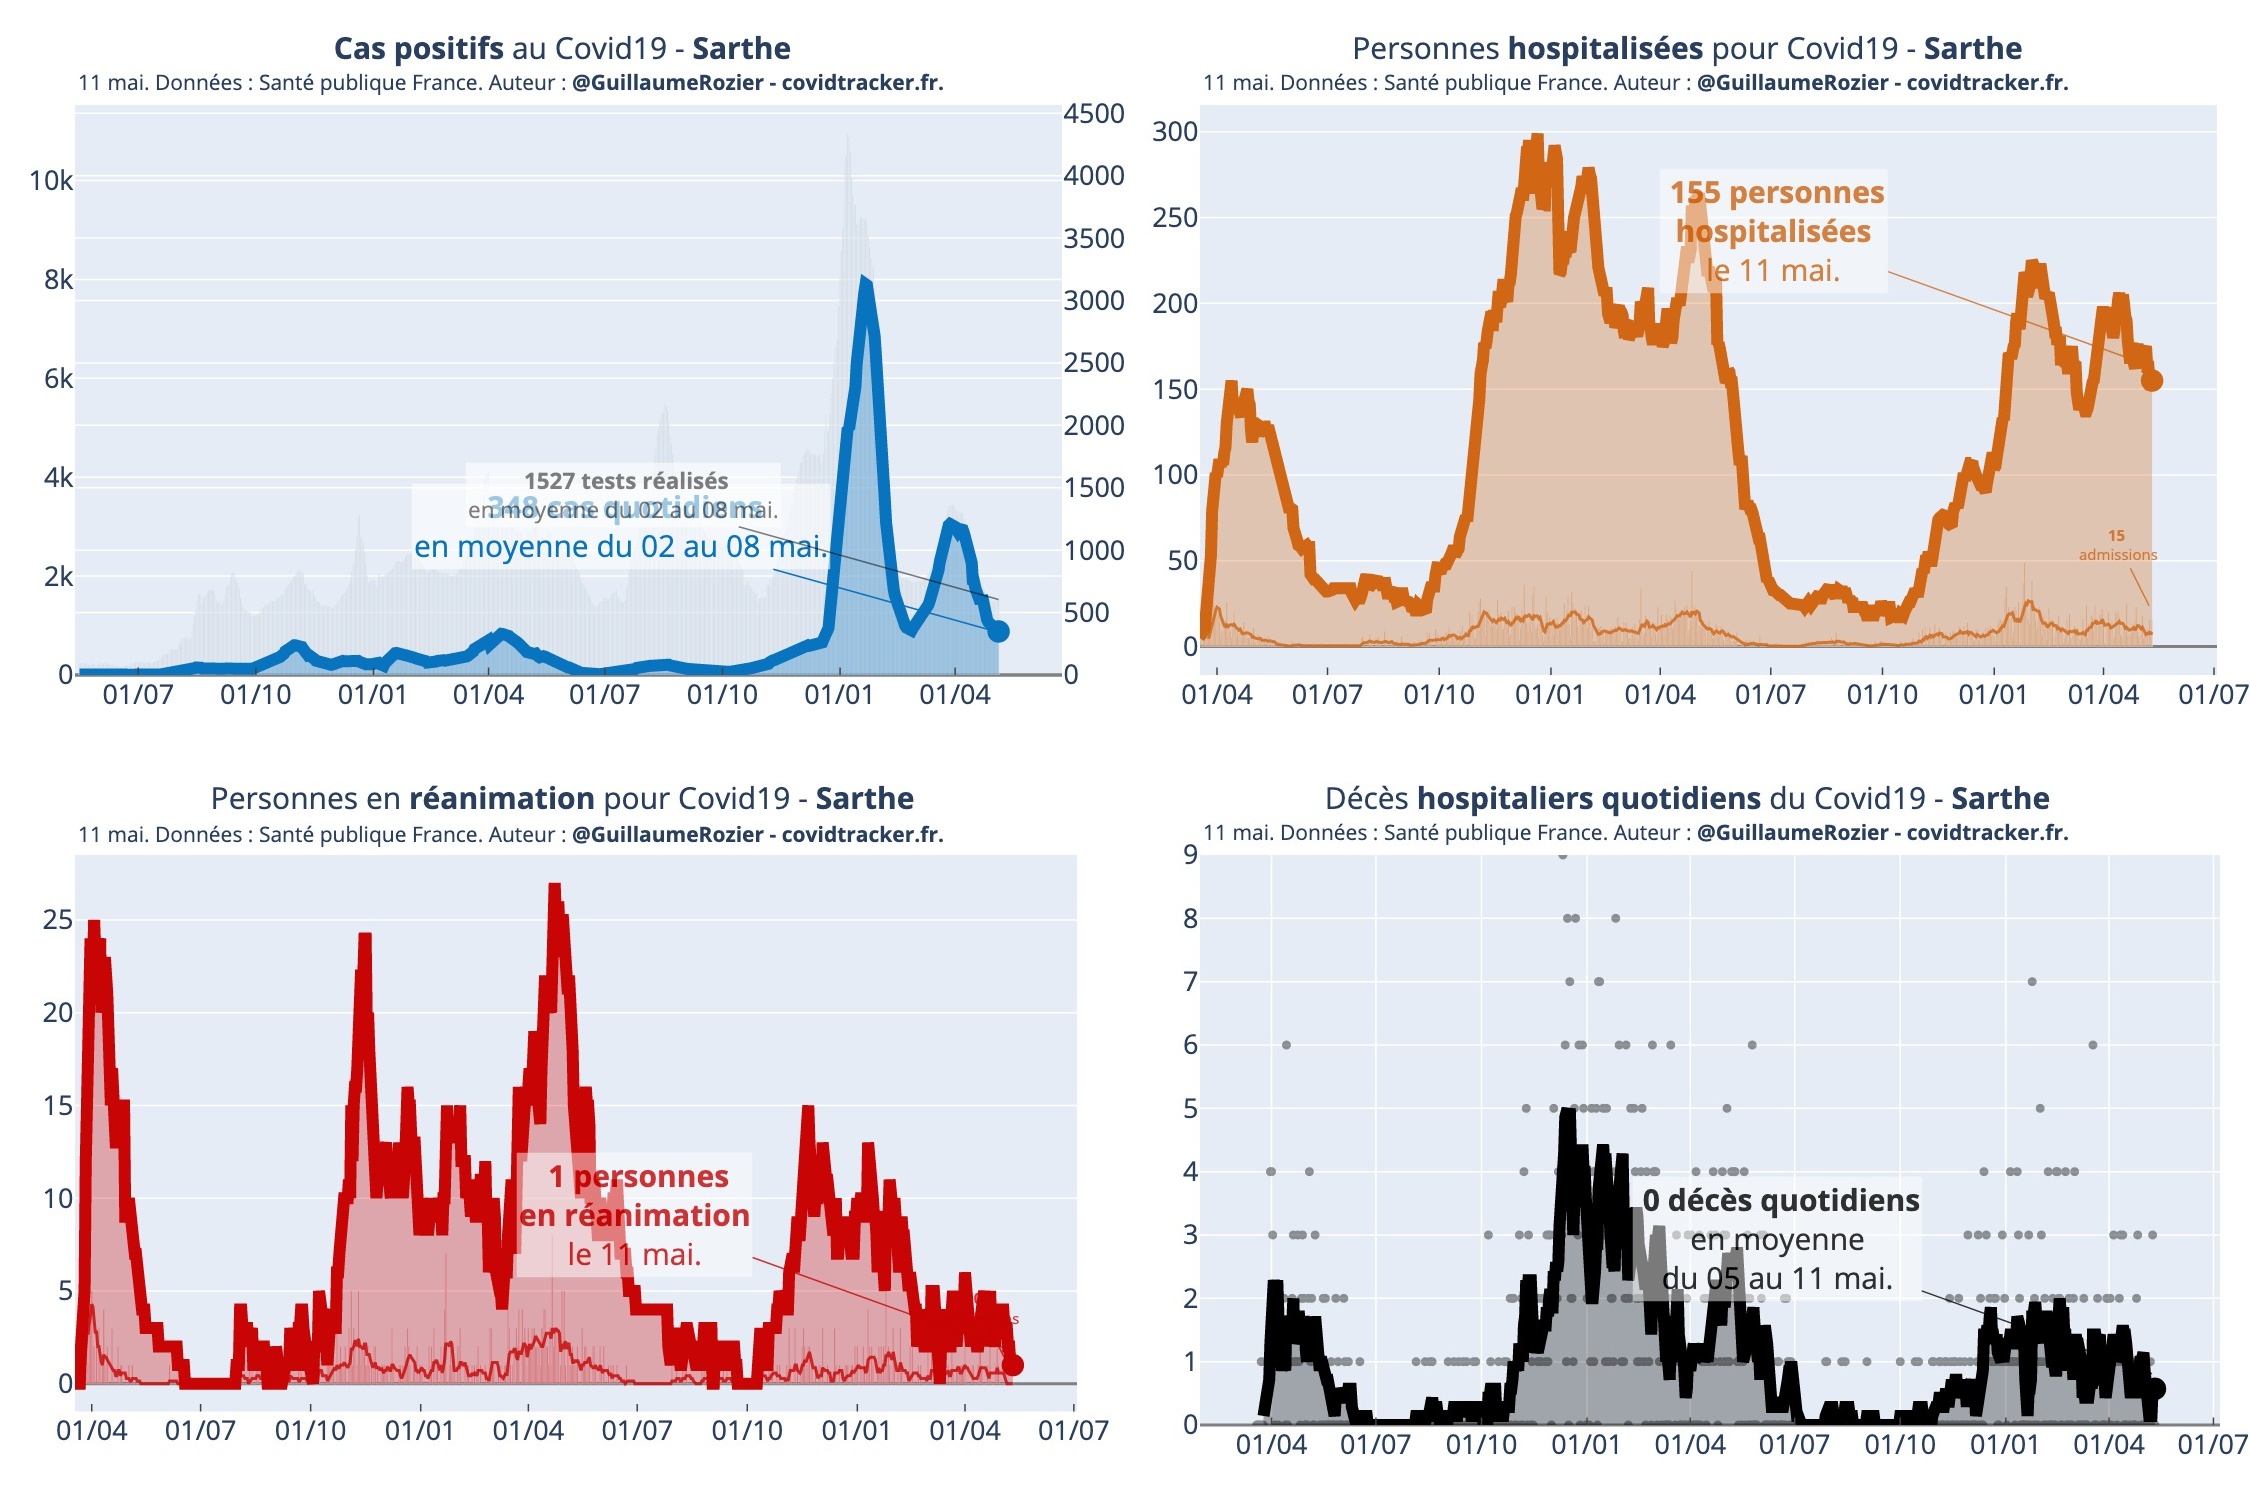 Cas positifs au Covid19 - Sarthe
11 mai. Données : Santé publique France. Auteur : @GuillaumeRozier - covidtracker.fr.
10k
8k
6k
4k
2k
0
4500
4000
3500
3000
2500
2000
1500
1000
500
0
1527 tests réalisés
en moyenne du 02 au 08 mai.
348 cas quotidiens
en moyenne du 02 au 08 mai.
01/07 01/10 01/01 01/04 01/07 01/10 01/01 01/04
Personnes hospitalisées pour Covid19 - Sarthe
11 mai. Données : Santé publique France. Auteur : @GuillaumeRozier - covidtracker.fr.
300
250
200
150
100
50
0
155 personnes
hospitalisées
le 11 mai.
15
admissions
01/04 01/07 01/10 01/01 01/04 01/07 01/10 01/01 01/04 01/07
Personnes en réanimation pour Covid19 - Sarthe
11 mai. Données : Santé publique France. Auteur : @GuillaumeRozier - covidtracker.fr.
25
20
15
10
5
0
1 personnes
en réanimation
le 11 mai.
01/04 01/07 01/10 01/01 01/04 01/07 01/10 01/01 01/04 01/07
Décès hospitaliers quotidiens du Covid19 - Sarthe
11 mai. Données : Santé publique France. Auteur : @GuillaumeRozier - covidtracker.fr.
9
8
7
6
5
4
3
2
1
0
0 décès quotidiens
en moyenne
du 05 au 11 mai.
01/04 01/07 01/10 01/01 01/04 01/07 01/10 01/01 01/04 01/07